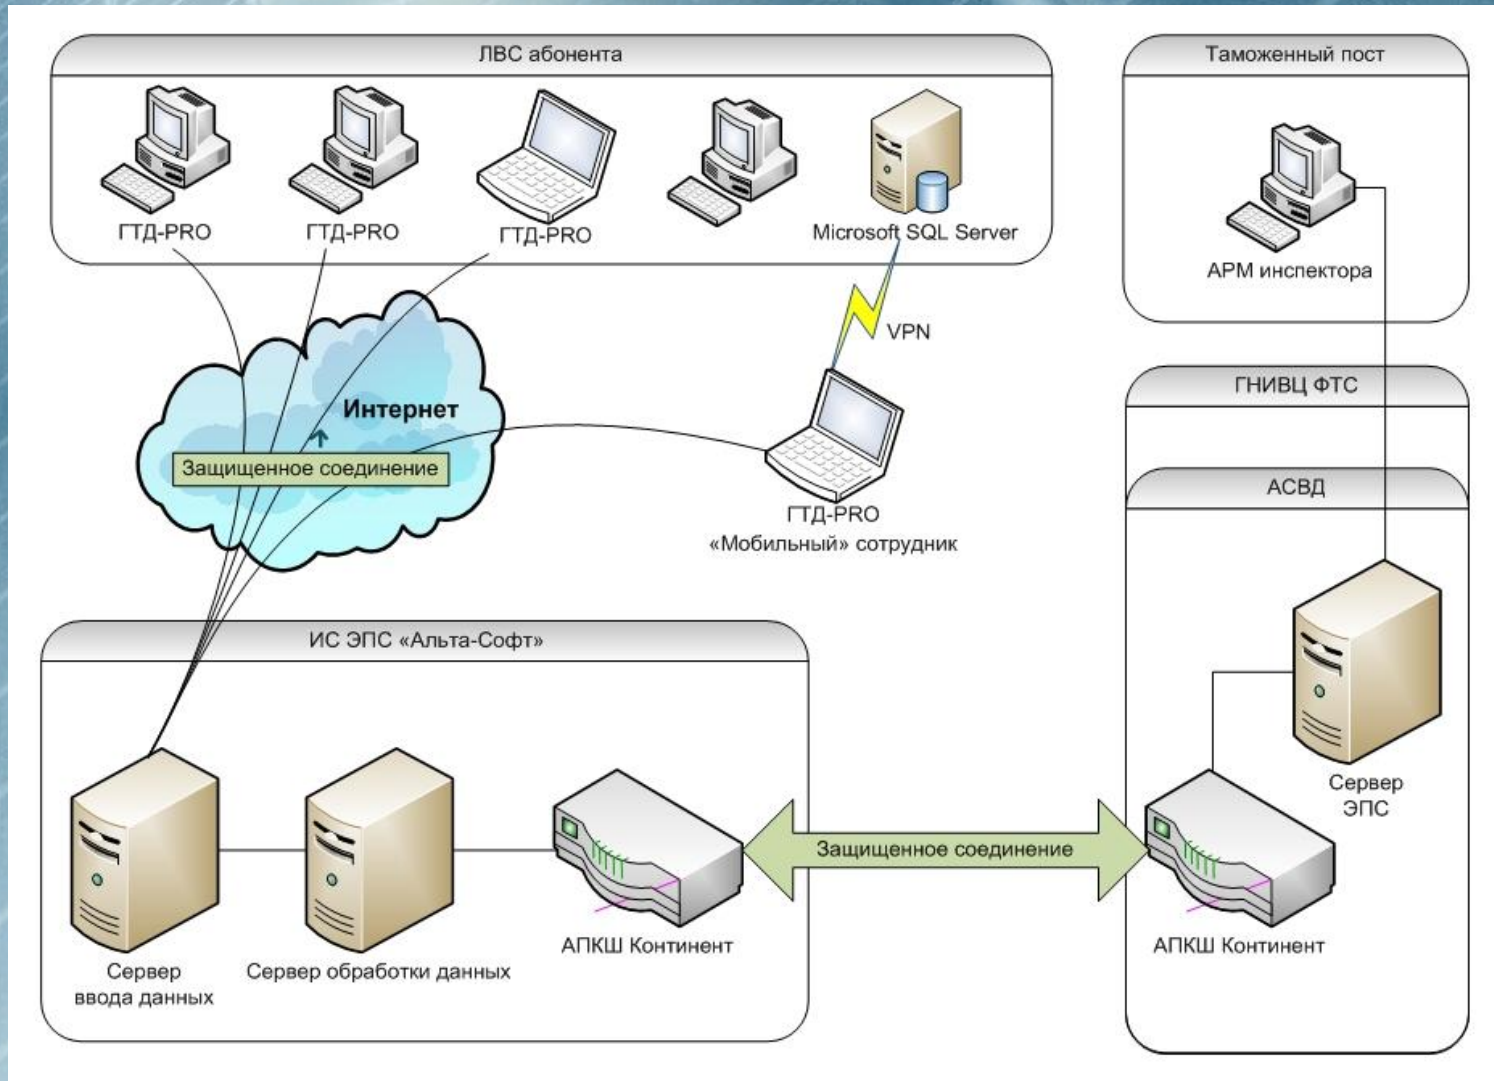 ЛВС абонента
ГТД-PRO
ГТД-PRO
ГТД-PRO
Microsoft SQL Server
VPN
Интернет
Защищенное соединение
ГТД-PRO
«Мобильный» сотрудник
Таможенный пост
АРМ инспектора
ГНИВЦ ФТС
АСВД
Сервер
ЭПС
АПКШ Континент
Защищенное соединение
ИС ЭПС «Альта-Софт»
Сервер
ввода данных
Сервер обработки данных
АПКШ Континент